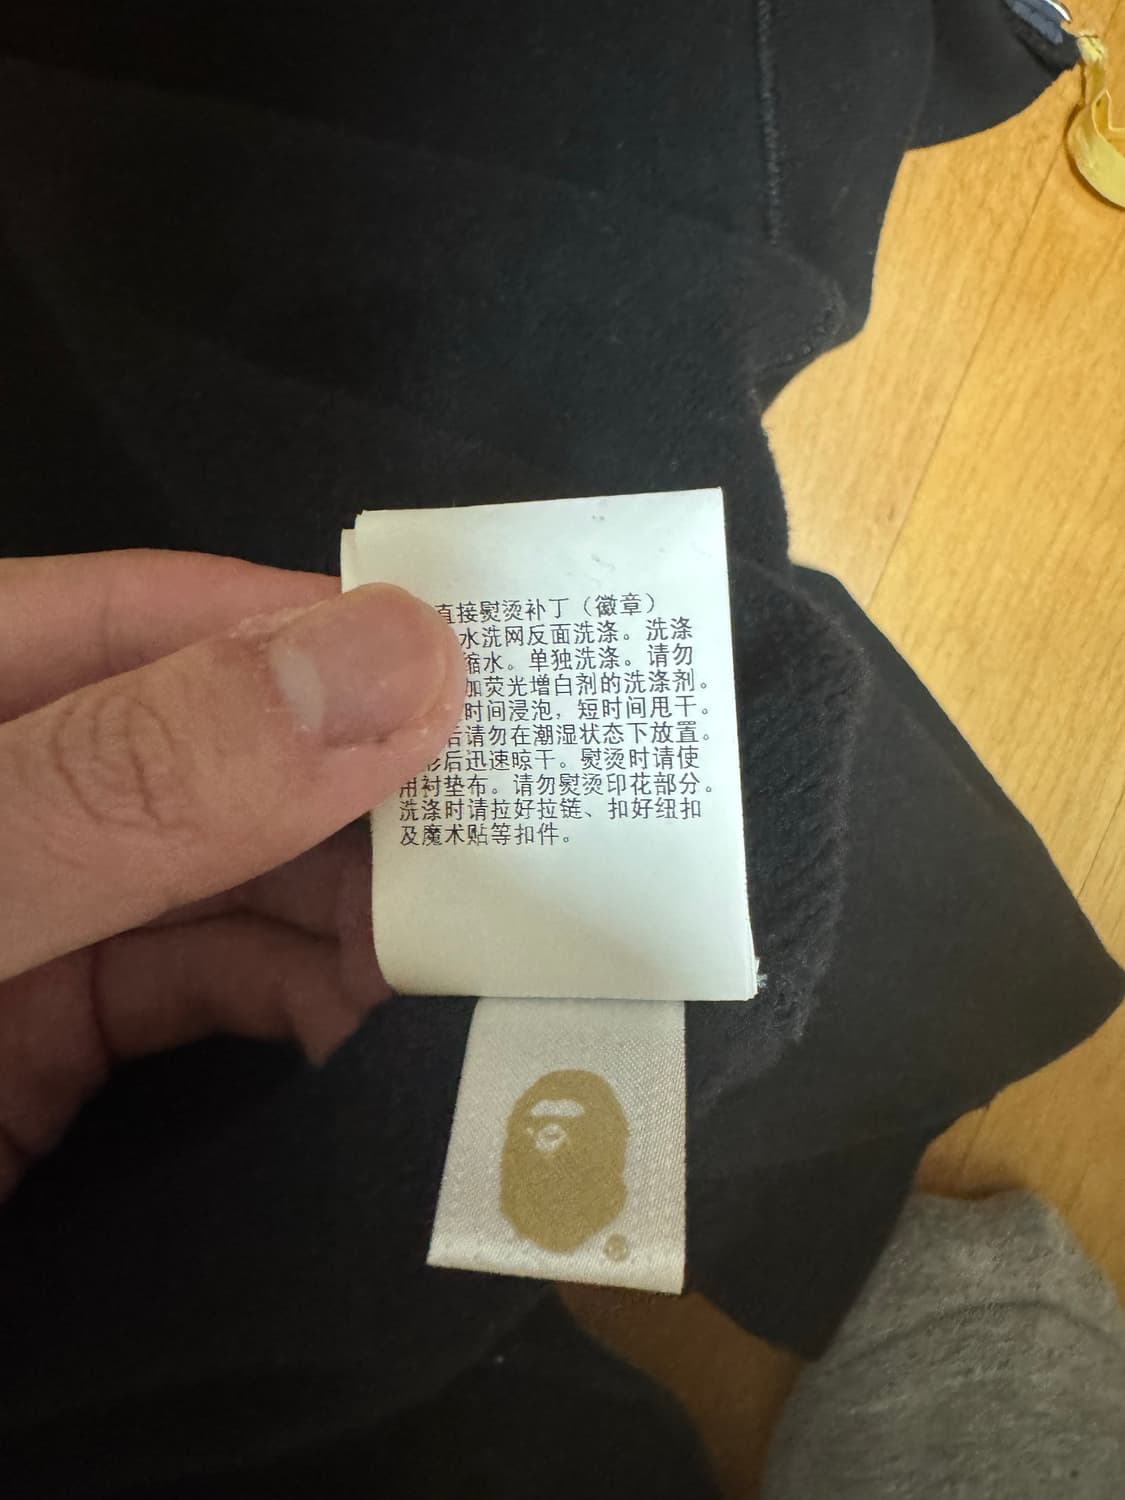 直接熨烫补丁（徽章）
水洗网反面洗涤。洗涤
缩水。单独洗涤。请勿
加荧光增白剂的洗涤剂。
时间浸泡，短时间甩干。
后请勿在潮湿状态下放置。
形后迅速晾干。熨烫时请使
用衬垫布。请勿熨烫印花部分。
洗涤时请拉好拉链、扣好纽扣
及魔术贴等扣件。
®